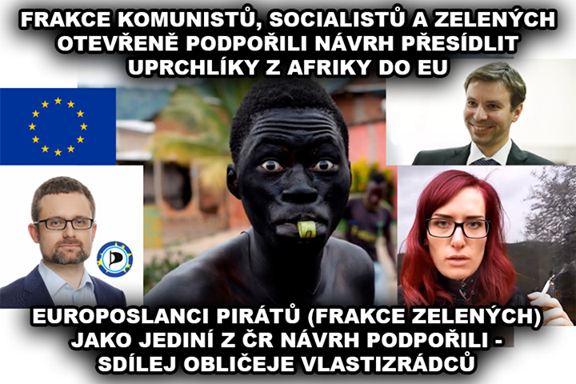 FRAKCE KOMUNISTŮ, SOCIALISTŮ A ZELENÝCH
OTEVŘENĚ PODPOŘILI NÁVRH PŘESÍDLIT
UPRCHLÍKY Z AFRIKY DO EU
EUROPOSLANCI PIRÁTŮ (FRAKCE ZELENÝCH)
JAKO JEDINÍ Z ČR NÁVRH PODPOŘILI -
SDÍLEJ OBLIČEJE VLASTIZRÁDCŮ